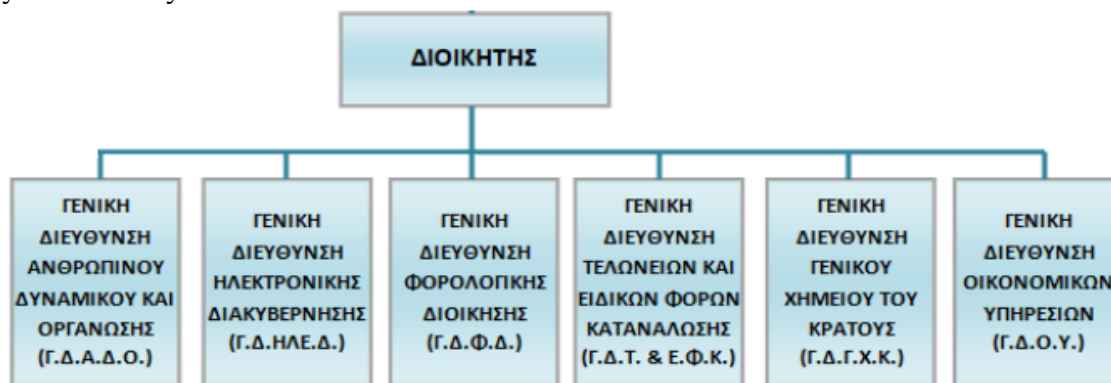 ΔΙΟΙΚΗΤΗΣ
ΓΕΝΙΚΗ
ΔΙΕΥΘΥΝΣΗ
ΑΝΘΡΩΠΙΝΟΥ
ΔΥΝΑΜΙΚΟΥ ΚΑΙ
ΟΡΓΑΝΩΣΗΣ
(Γ.Δ.Α.Δ.Ο.)
ΓΕΝΙΚΗ
ΔΙΕΥΘΥΝΣΗ
ΗΛΕΚΤΡΟΝΙΚΗΣ
ΔΙΑΚΥΒΕΡΝΗΣΗΣ
(Γ.Δ.ΗΛΕ.Δ.)
ΓΕΝΙΚΗ
ΔΙΕΥΘΥΝΣΗ
ΦΟΡΟΛΟΓΙΚΗΣ
ΔΙΟΙΚΗΣΗΣ
(Γ.Δ.Φ.Δ.)
ΓΕΝΙΚΗ
ΔΙΕΥΘΥΝΣΗ
ΤΕΛΩΝΕΙΩΝ ΚΑΙ
ΕΙΔΙΚΩΝ ΦΟΡΩΝ
ΚΑΤΑΝΑΛΩΣΗΣ
(Γ.Δ.Τ. & Ε.Φ.Κ.)
ΓΕΝΙΚΗ
ΔΙΕΥΘΥΝΣΗ
ΓΕΝΙΚΟΥ
ΧΗΜΕΙΟΥ ΤΟΥ
ΚΡΑΤΟΥΣ
(Γ.Δ.Γ.Χ.Κ.)
ΓΕΝΙΚΗ
ΔΙΕΥΘΥΝΣΗ
ΟΙΚΟΝΟΜΙΚΩΝ
ΥΠΗΡΕΣΙΩΝ
(Γ.Δ.Ο.Υ.)